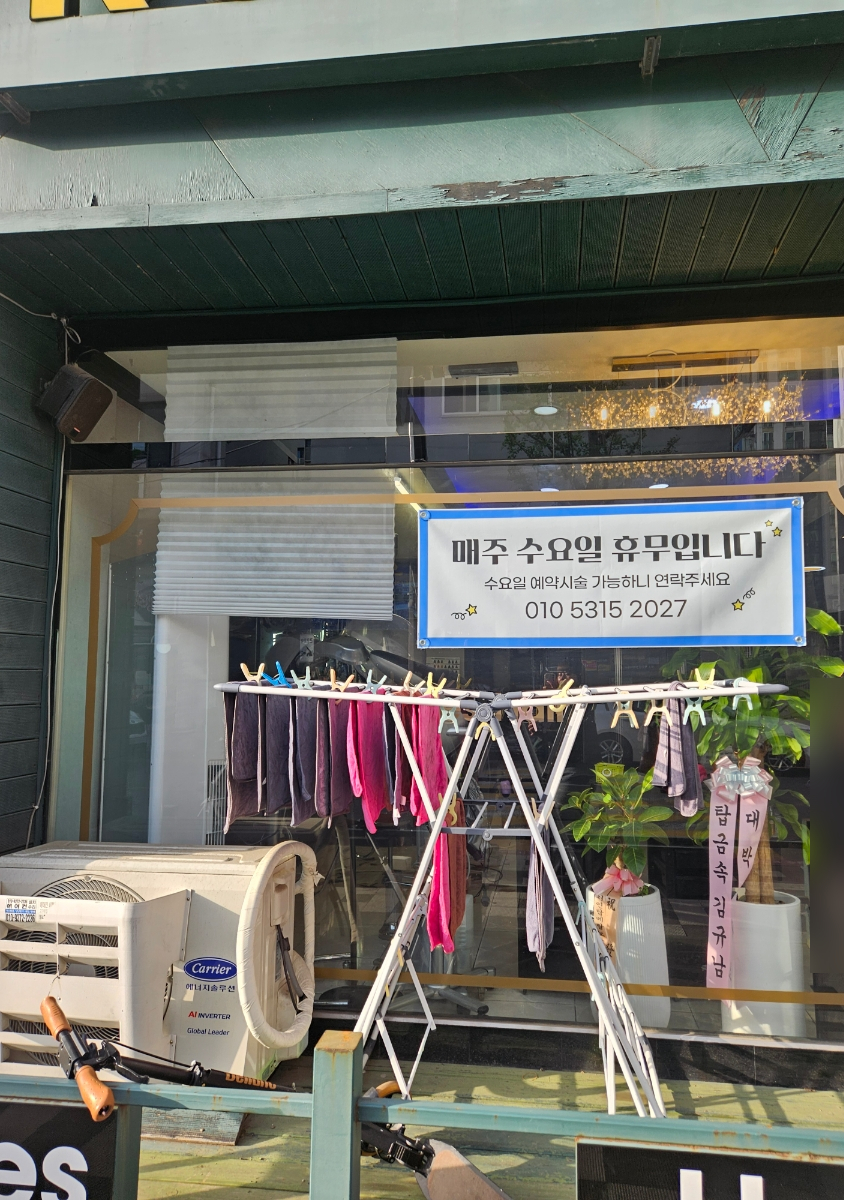 매주 수요일 휴무입니다
수요일 예약시술 가능하니 연락주세요
010 5315 2027
대박
탑금속 김규남
Carrier
에너지솔루션
AI INVERTER
Global Leader
es